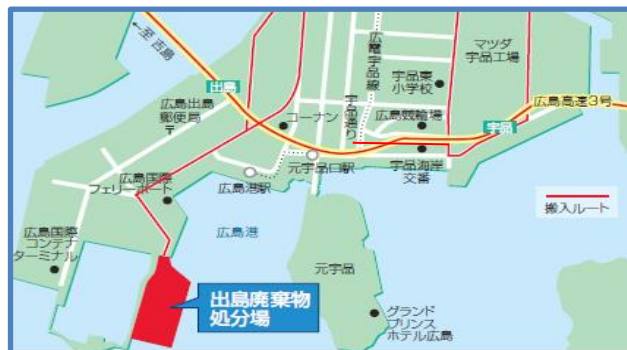 ←至 吉島
出島
広島出島
郵便局
コーナン
広電宇品線
宇品通り
宇品東
小学校
マツダ
宇品工場
広島競輪場
広島高速3号
宇品
宇品海岸
交番
元宇品口駅
広島港駅
広島国際
フェリーポート
搬入ルート
広島港
広島国際
コンテナ
ターミナル
元宇品
出島廃棄物
処分場
グランド
プリンス
ホテル広島